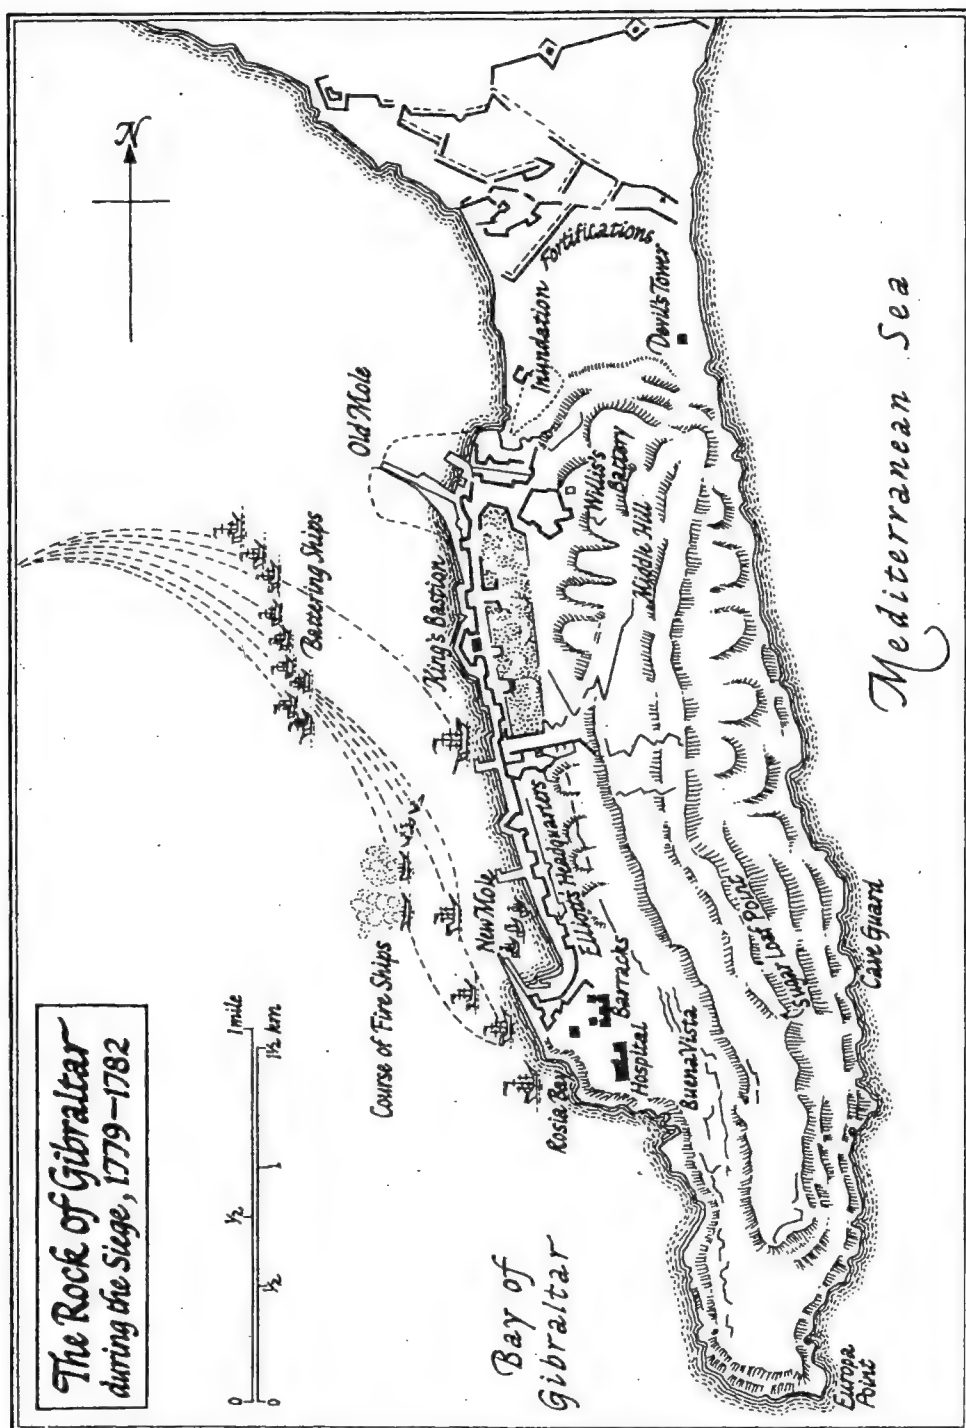 The Rock of Gibraltar
during the Siege, 1779–1782
0 ½ 1 mile
0 ½ 1 1½ km
N
Course of Fire Ships
Battering Ships
Old Mole
King's Bastion
New Mole
Rosia Bay
Bay of
Gibraltar
Inundation
Fortifications
Devil's Tower
Willis's
Battery
Middle Hill
Elliott's Headquarters
Barracks
Hospital
Buena Vista
Sugar Loaf Point
Cave Guard
Europa
Point
Mediterranean Sea